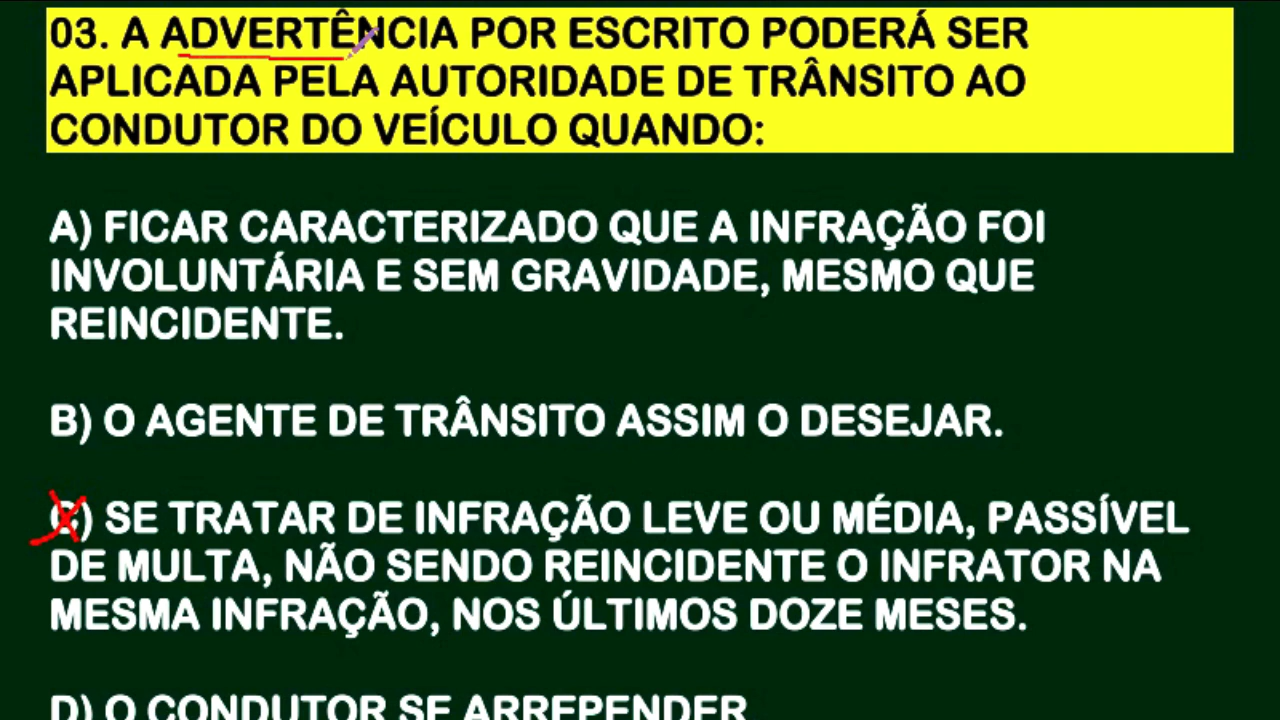 03. A ADVERTÊNCIA POR ESCRITO PODERÁ SER
APLICADA PELA AUTORIDADE DE TRÂNSITO AO
CONDUTOR DO VEÍCULO QUANDO:
A) FICAR CARACTERIZADO QUE A INFRAÇÃO FOI
INVOLUNTÁRIA E SEM GRAVIDADE, MESMO QUE
REINCIDENTE.
B) O AGENTE DE TRÂNSITO ASSIM O DESEJAR.
C) SE TRATAR DE INFRAÇÃO LEVE OU MÉDIA, PASSÍVEL
DE MULTA, NÃO SENDO REINCIDENTE O INFRATOR NA
MESMA INFRAÇÃO, NOS ÚLTIMOS DOZE MESES.
D) O CONDUTOR SE ARREPENDER